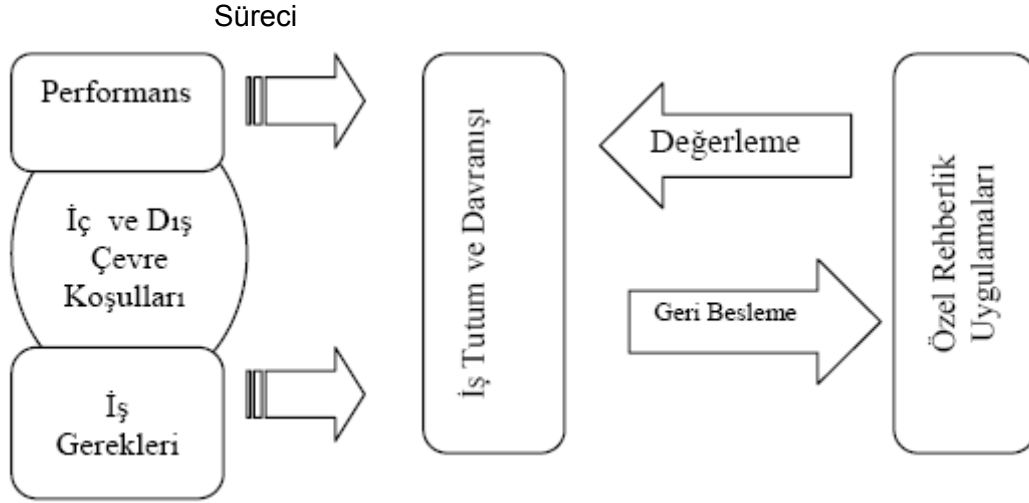 Süreci
Performans
İç ve Dış
Çevre
Koşulları
İş
Gerekleri
İş Tutum ve Davranışı
Değerleme
Geri Besleme
Özel Rehberlik
Uygulamaları